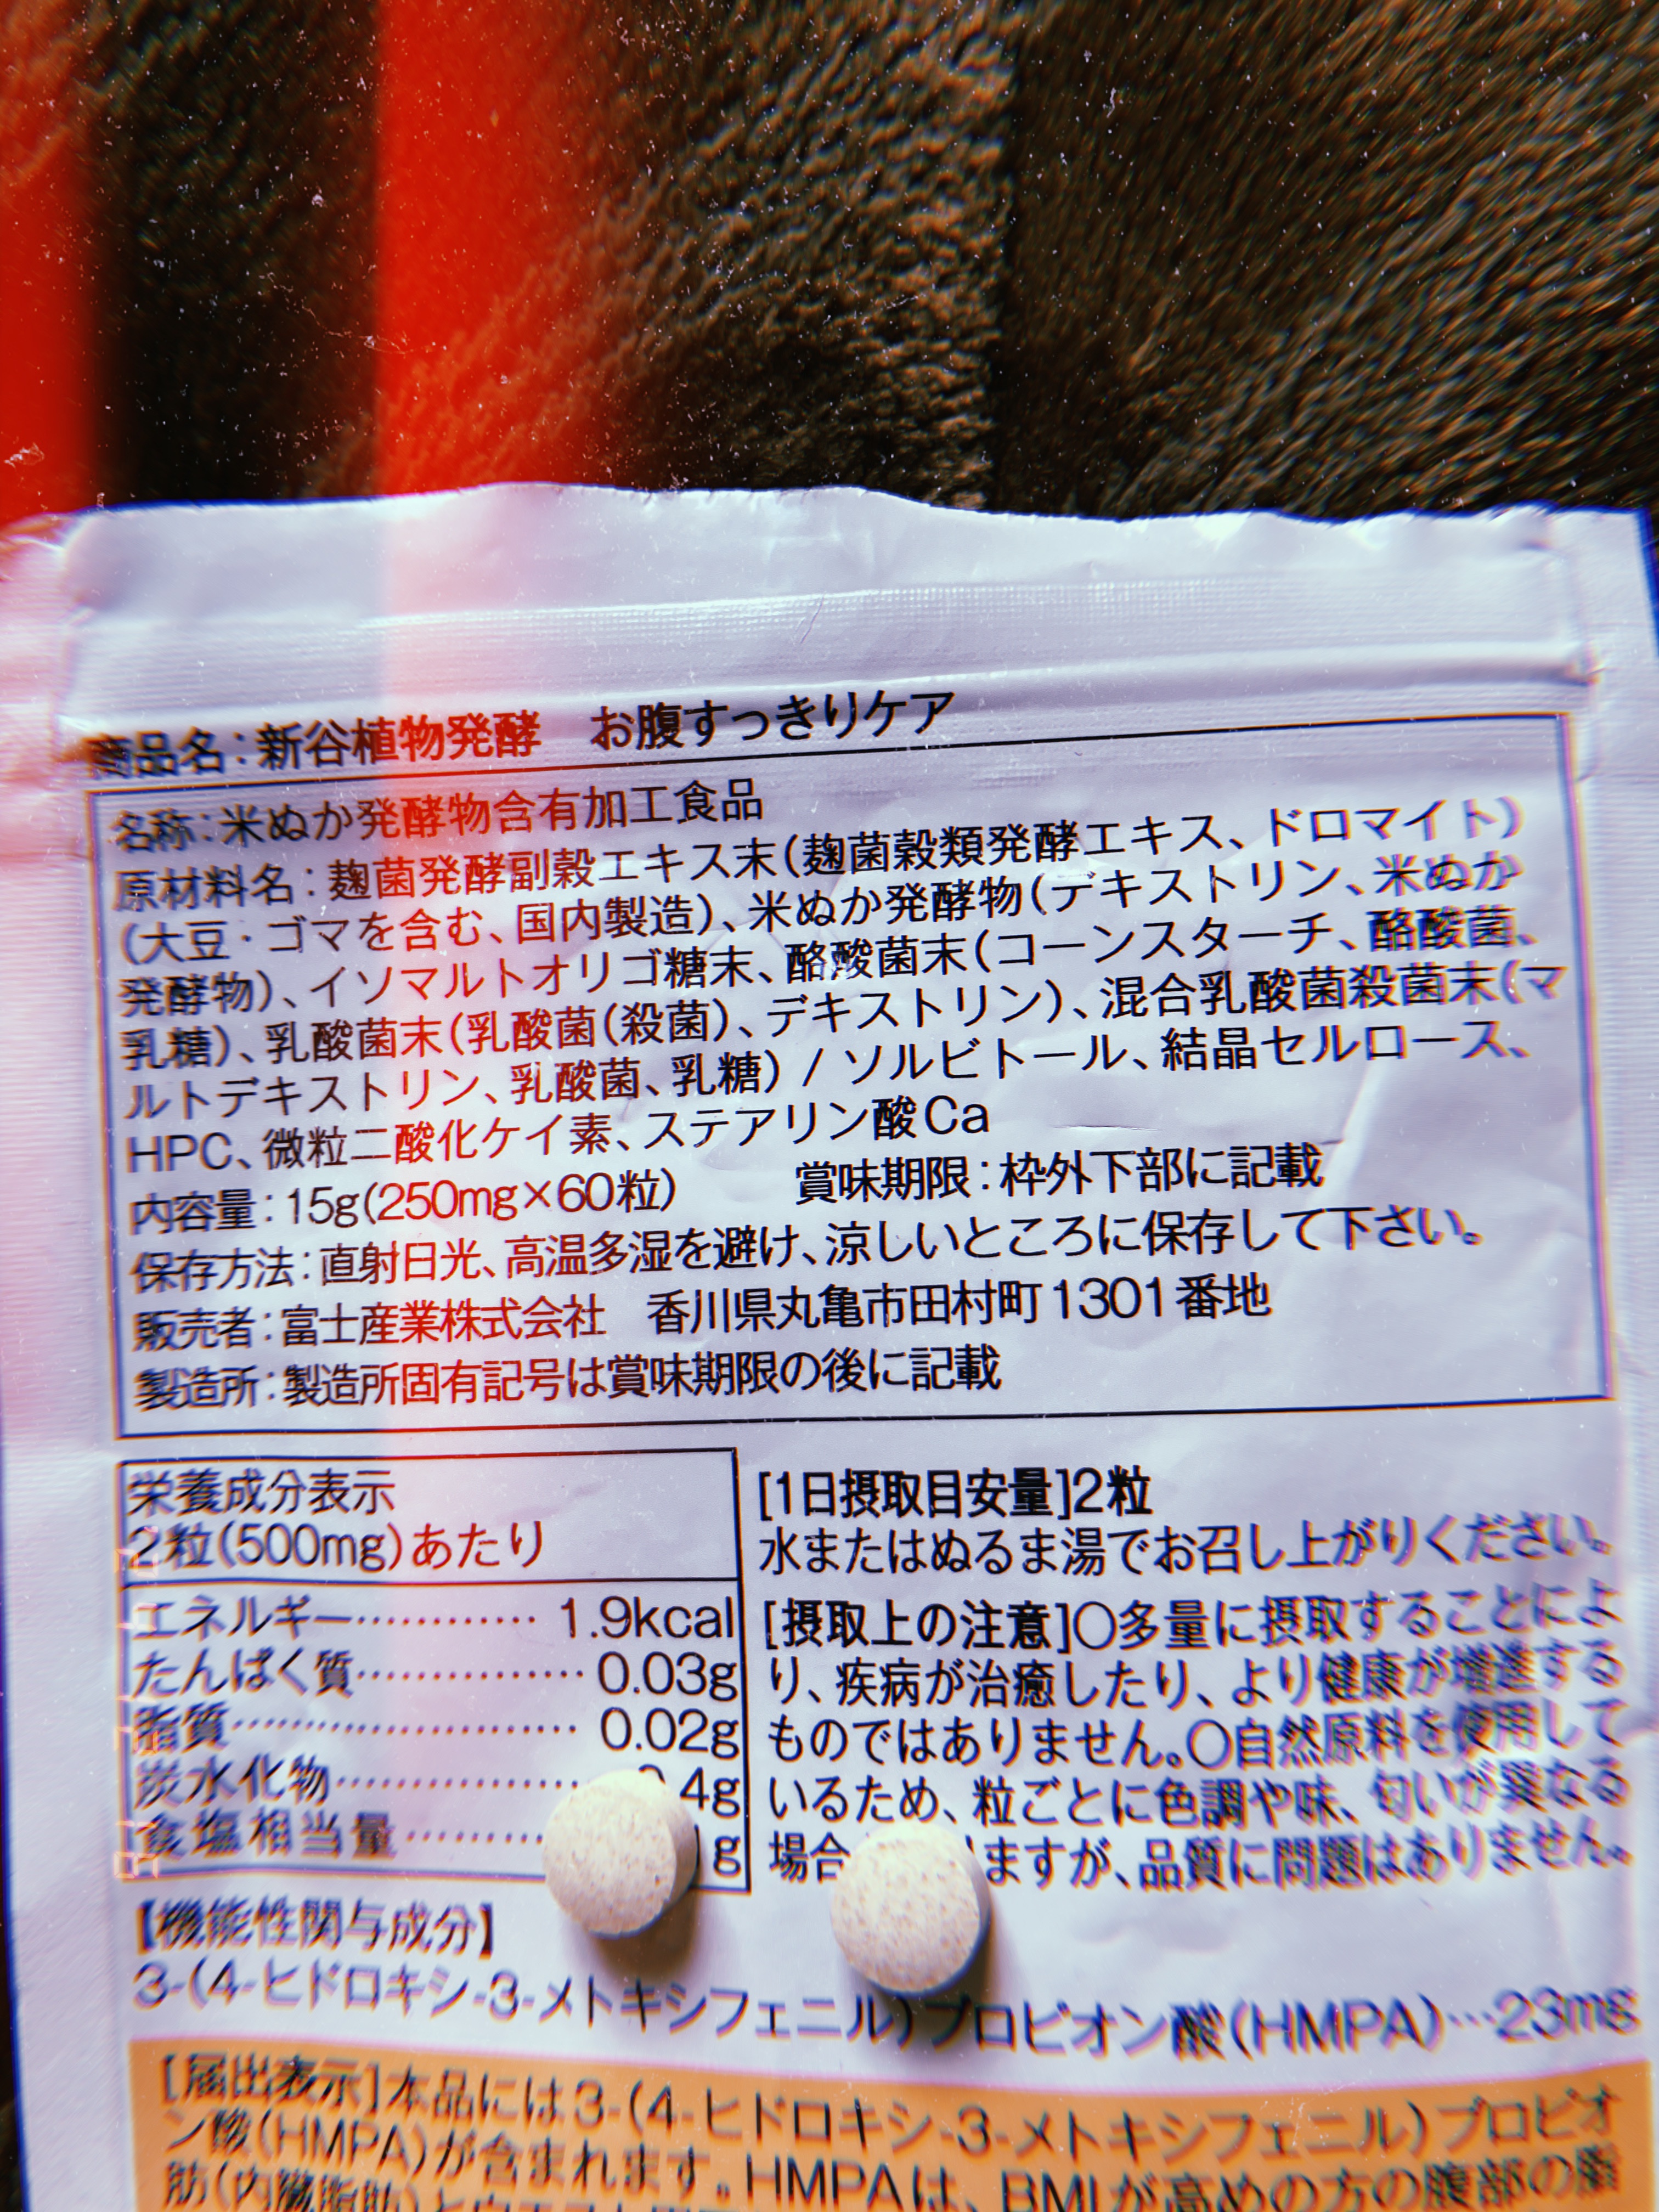 商品名：新谷植物発酵　お腹すっきりケア
名称：米ぬか発酵物含有加工食品
原材料名：麹菌発酵副穀エキス末（麹菌穀類発酵エキス、ドロマイト）
（大豆・ゴマを含む、国内製造）、米ぬか発酵物（デキストリン、米ぬか
発酵物）、イソマルトオリゴ糖末、酪酸菌末（コーンスターチ、酪酸菌、
乳糖）、乳酸菌末（乳酸菌（殺菌）、デキストリン）、混合乳酸菌殺菌末（マ
ルトデキストリン、乳酸菌、乳糖）/ソルビトール、結晶セルロース、
HPC、微粒二酸化ケイ素、ステアリン酸Ca
内容量：15g(250mg×60粒)　賞味期限：枠外下部に記載
保存方法：直射日光、高温多湿を避け、涼しいところに保存して下さい。
販売者：富士産業株式会社　香川県丸亀市田村町1301番地
製造所：製造所固有記号は賞味期限の後に記載
栄養成分表示
2粒(500mg)あたり
エネルギー………… 1.9kcal
たんぱく質…………… 0.03g
脂質…………………… 0.02g
炭水化物…………… 4g
食塩相当量……… g
[1日摂取目安量]2粒
水またはぬるま湯でお召し上がりください。
[摂取上の注意]〇多量に摂取することによ
り、疾病が治癒したり、より健康が増進する
ものではありません。〇自然原料を使用して
いるため、粒ごとに色調や味、匂いが異なる
場合 ますが、品質に問題はありません。
【機能性関与成分】
3-(4-ヒドロキシ-3-メトキシフェニル)プロピオン酸(HMPA)…23mg
[届出表示]本品には3-(4-ヒドロキシ-3-メトキシフェニル)プロピオ
ン酸(HMPA)が含まれます。HMPAは、BMIが高めの方の腹部の脂
肪(内臓脂肪)と